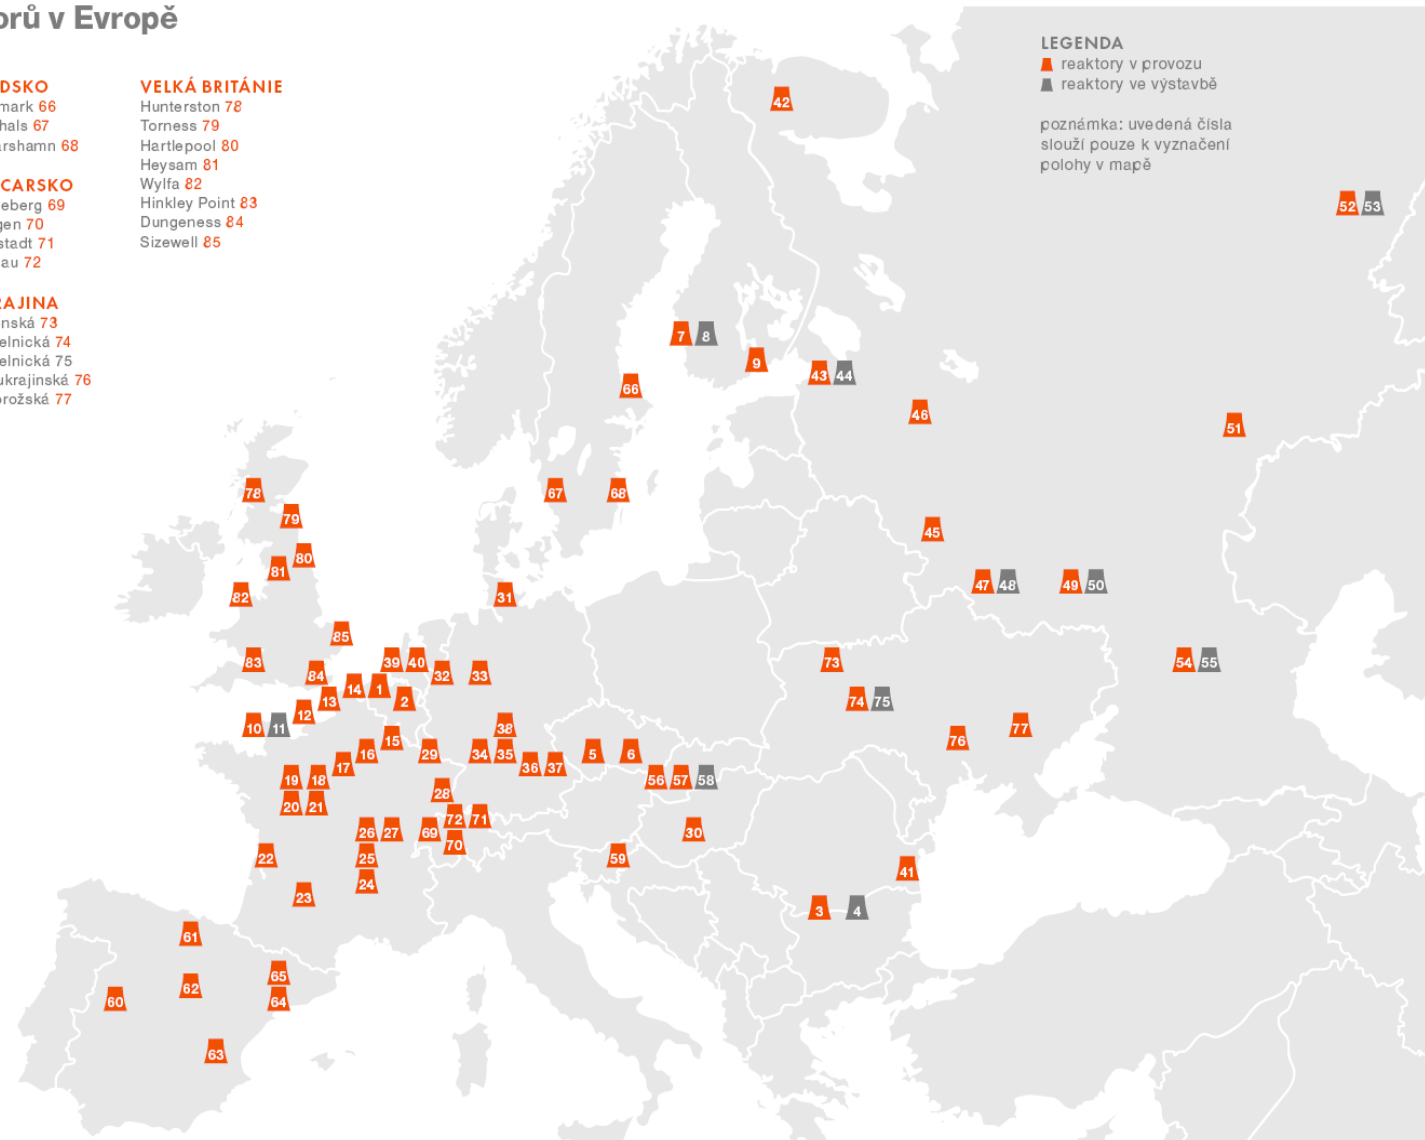 orů v Evropě
DSKO
mark 66
hals 67
arshamn 68
CARSKO
eberg 69
gen 70
stadt 71
au 72
RAJINA
nská 73
elnická 74
elnická 75
ukrajinská 76
orožská 77
VELKÁ BRITÁNIE
Hunterston 78
Torness 79
Hartlepool 80
Heysam 81
Wylfa 82
Hinkley Point 83
Dungeness 84
Sizewell 85
LEGENDA
reaktory v provozu
reaktory ve výstavbě
poznámka: uvedená čísla
slouží pouze k vyznačení
polohy v mapě
42
52 53
7 8
9
43 44
66
46
51
78
67
68
79
45
80
81
47 48
49 50
82
31
85
83
39 40
73
54 55
84
32
33
14
1
13
2
74 75
12
10 11
38
77
15
76
16
29
34 35
5
6
17
36 37
19 18
56 57 58
28
20 21
72 71
26 27
69
30
70
22
25
59
41
24
23
3
4
61
65
62
60
64
63